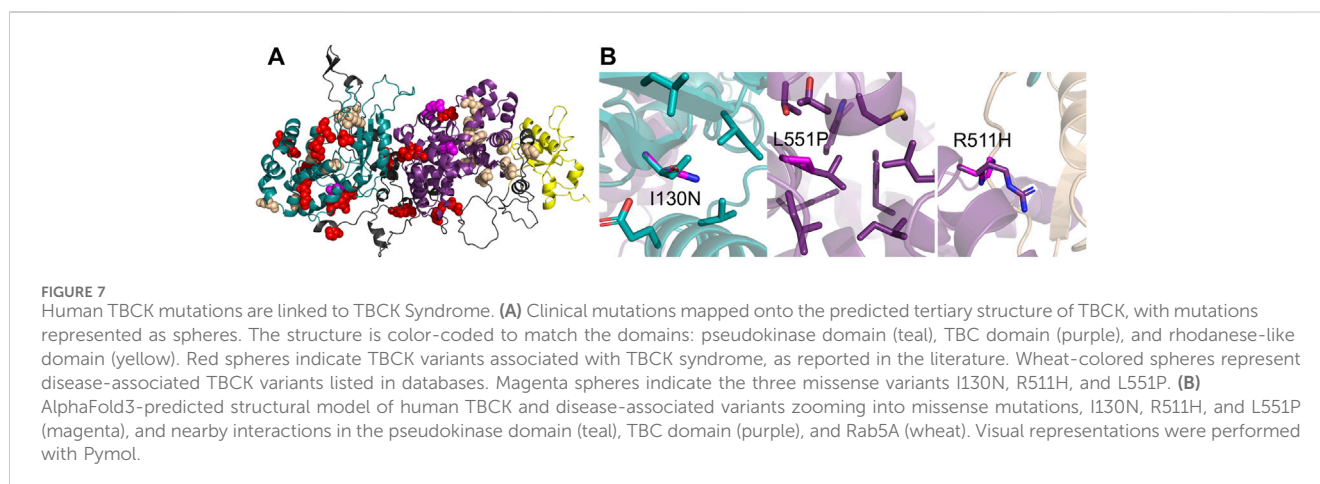 A
B
I130N
L551P
R511H
FIGURE 7
Human TBCK mutations are linked to TBCK Syndrome. (A) Clinical mutations mapped onto the predicted tertiary structure of TBCK, with mutations
represented as spheres. The structure is color-coded to match the domains: pseudokinase domain (teal), TBC domain (purple), and rhodanese-like
domain (yellow). Red spheres indicate TBCK variants associated with TBCK syndrome, as reported in the literature. Wheat-colored spheres represent
disease-associated TBCK variants listed in databases. Magenta spheres indicate the three missense variants I130N, R511H, and L551P. (B)
AlphaFold3-predicted structural model of human TBCK and disease-associated variants zooming into missense mutations, I130N, R511H, and L551P
(magenta), and nearby interactions in the pseudokinase domain (teal), TBC domain (purple), and Rab5A (wheat). Visual representations were performed
with Pymol.